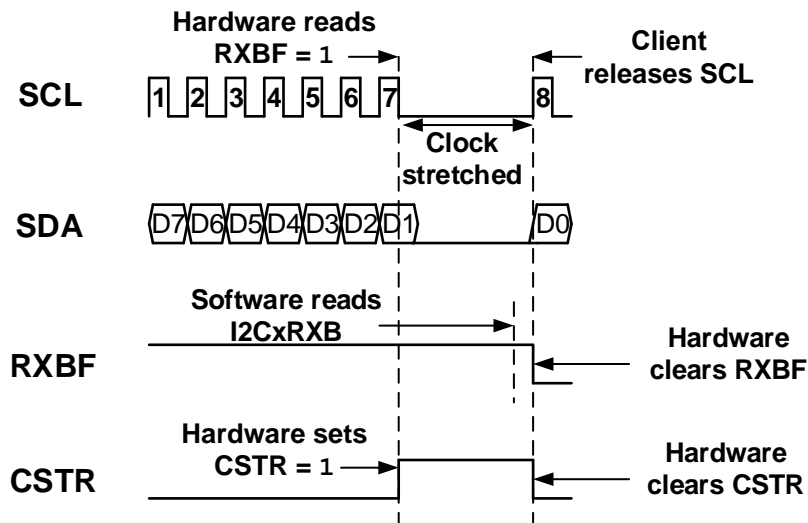 Hardware reads
RXBF = 1
Client
releases SCL
SCL
1 2 3 4 5 6 7 8
Clock
stretched
SDA
D7 D6 D5 D4 D3 D2 D1 D0
Software reads
I2CxRXB
RXBF
Hardware
clears RXBF
Hardware sets
CSTR = 1
CSTR
Hardware
clears CSTR